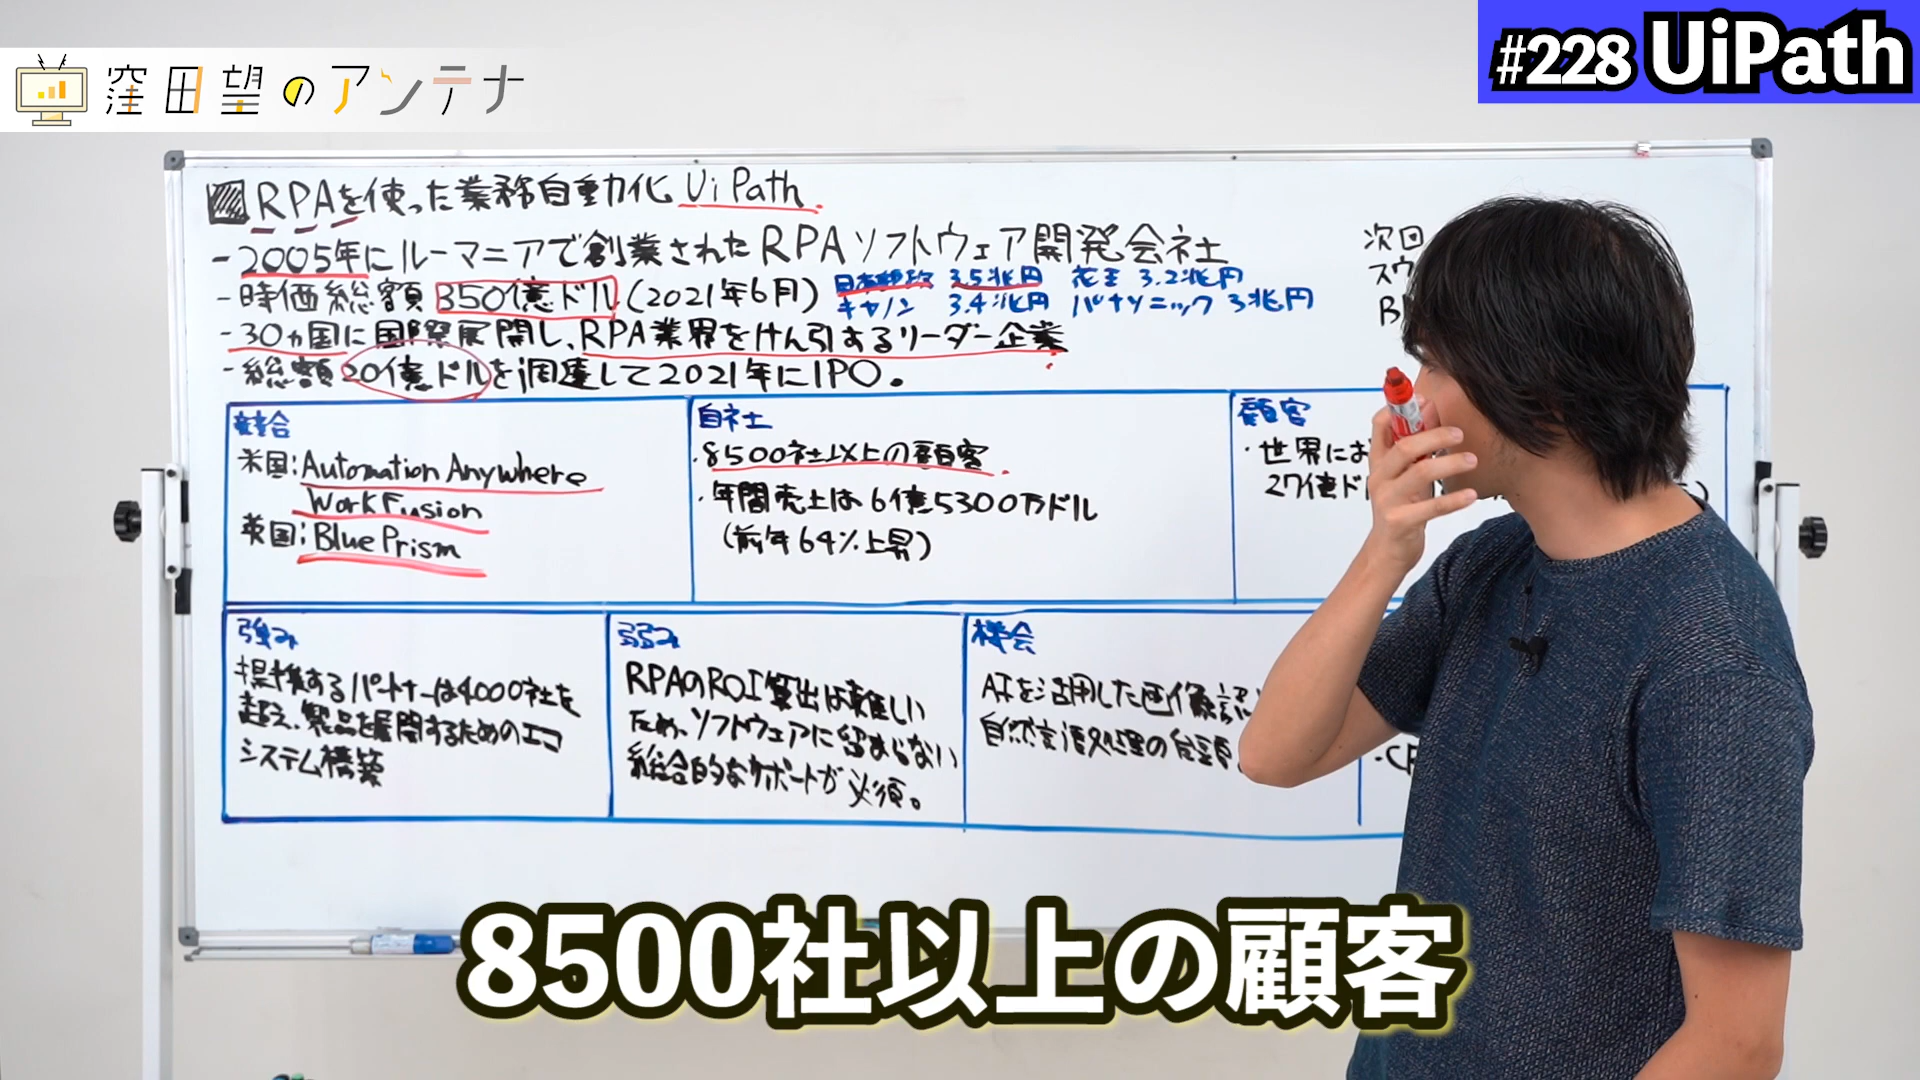 窪田望のアンテナ
#228 UiPath
RPAを使った業務自動化 Ui Path
- 2005年にルーマニアで創業されたRPAソフトウェア開発会社
- 時価総額 350億ドル (2021年6月) 日本郵政 3.5兆円 花王 3.2兆円
キヤノン 3.4兆円 パナソニック 3兆円
- 30ヵ国に国際展開し、RPA業界をけん引するリーダー企業
- 総額20億ドルを調達して2021年にIPO。
次回
スウ
競合
米国:Automation Anywhere
Work Fusion
英国:Blue Prism
自社
・8500社以上の顧客
・年間売上は6億5300万ドル
(前年64%上昇)
顧客
・世界にお
27億ド
強み
提携するパートナーは4000社を
超え、製品を展開するためのエコ
システム構築
弱み
RPAのROI算出は難しい
ため、ソフトウェアに留まらない
総合的なサポートが必須。
機会
AIを活用した画像認
自然言語処理の台頭
8500社以上の顧客